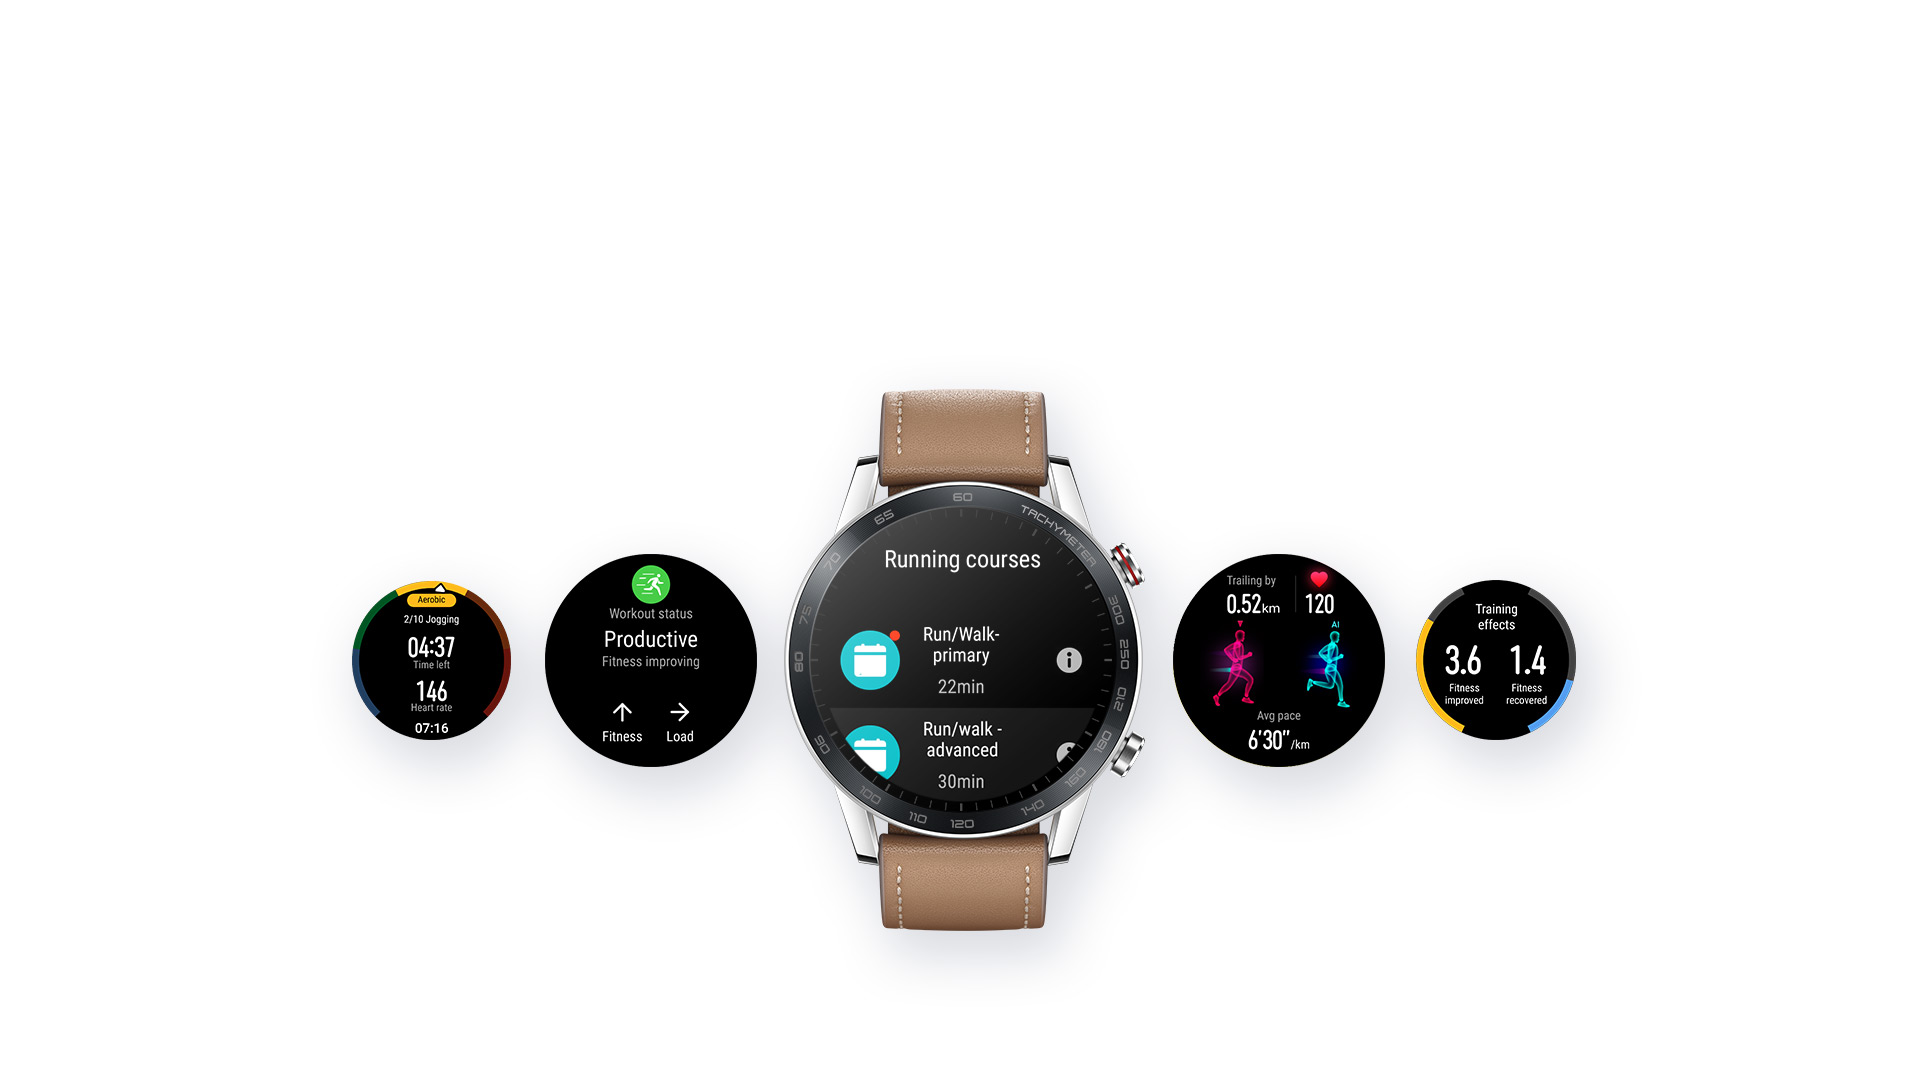 Aerobic
2/10 Jogging
04:37
Time left
146
Heart rate
07:16
Workout status
Productive
Fitness improving
Fitness Load
60
65
70
75
80
90
100
110
120
140
160
180
210
250
300
TACHYMETER
Running courses
Run/Walk-
primary
22min
Run/walk -
advanced
30min
Trailing by
0.52km 120
AI
Avg pace
6'30"/km
Training
effects
3.6 1.4
Fitness Fitness
improved recovered